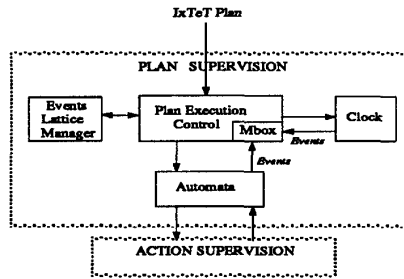 IxTeT Plan
PLAN SUPERVISION
Events
Lattice
Manager
Plan Execution
Control
Mbox
Clock
Events
Events
Automata
ACTION SUPERVISION